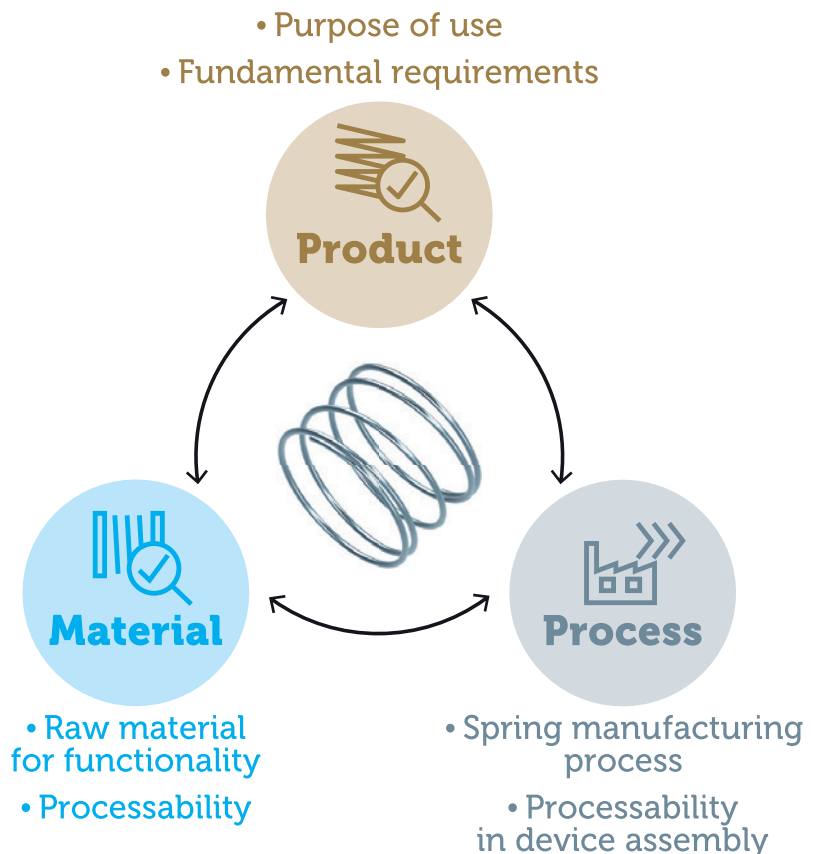 • Purpose of use
• Fundamental requirements
Product
Material
Process
• Raw material
for functionality
• Processability
• Spring manufacturing
process
• Processability
in device assembly